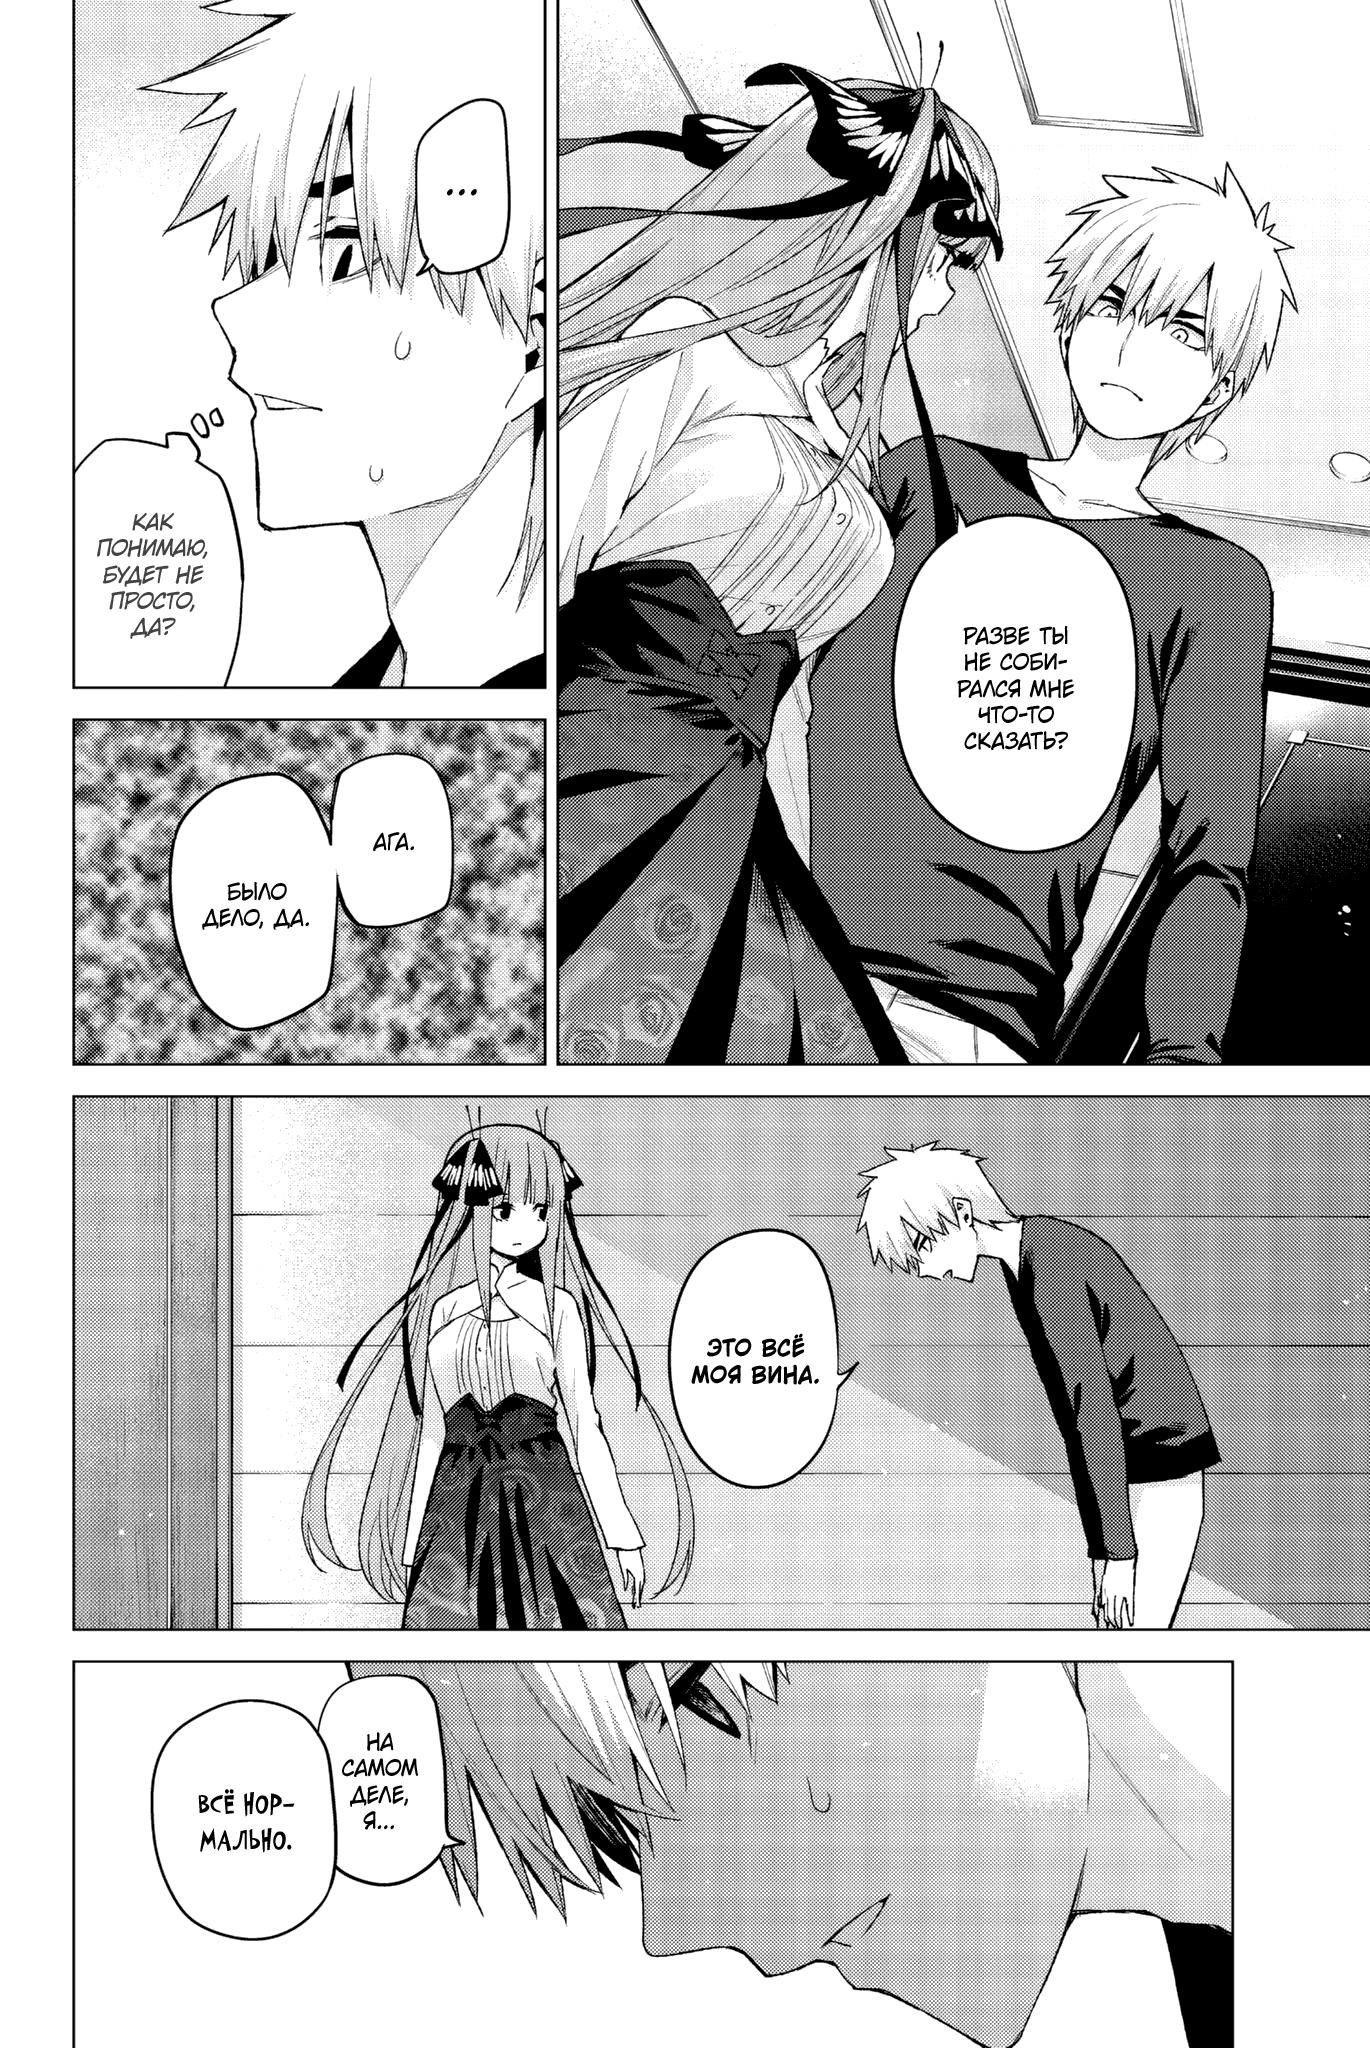 РАЗВЕ ТЫ
НЕ СОБИ-
РАЛСЯ МНЕ
ЧТО-ТО
СКАЗАТЬ?
...
КАК
ПОНИМАЮ,
БУДЕТ НЕ
ПРОСТО,
ДА?
АГА.
БЫЛО
ДЕЛО, ДА.
ЭТО ВСЁ
МОЯ ВИНА.
НА
САМОМ
ДЕЛЕ,
Я...
ВСЁ НОР-
МАЛЬНО.